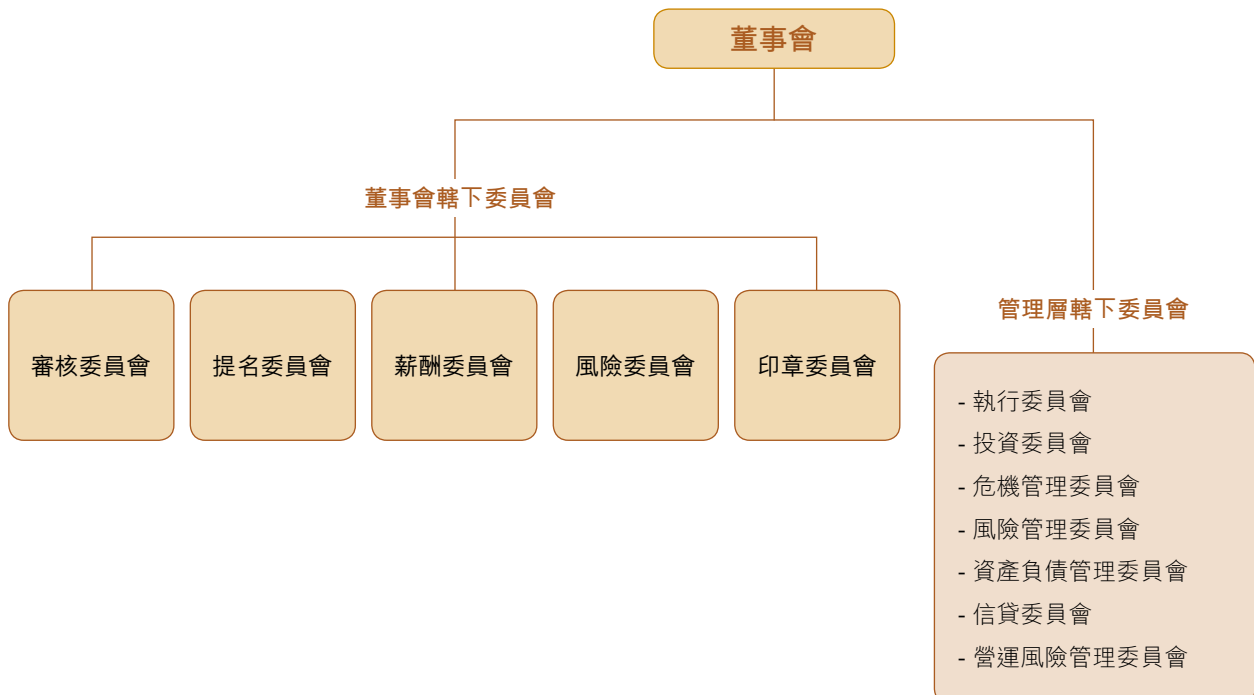 董事會
董事會轄下委員會
審核委員會
提名委員會
薪酬委員會
風險委員會
印章委員會
管理層轄下委員會
- 執行委員會
- 投資委員會
- 危機管理委員會
- 風險管理委員會
- 資產負債管理委員會
- 信貸委員會
- 營運風險管理委員會